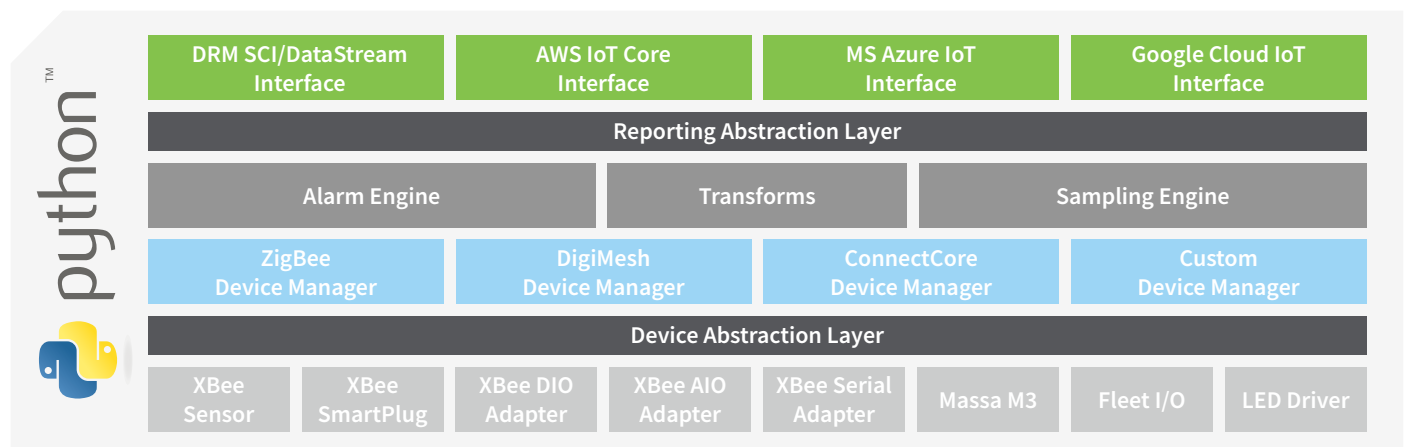 python™
DRM SCI/DataStream
Interface
AWS IoT Core
Interface
MS Azure IoT
Interface
Google Cloud IoT
Interface
Reporting Abstraction Layer
Alarm Engine
Transforms
Sampling Engine
ZigBee
Device Manager
DigiMesh
Device Manager
ConnectCore
Device Manager
Custom
Device Manager
Device Abstraction Layer
XBee
Sensor
XBee
SmartPlug
XBee DIO
Adapter
XBee AIO
Adapter
XBee Serial
Adapter
Massa M3
Fleet I/O
LED Driver